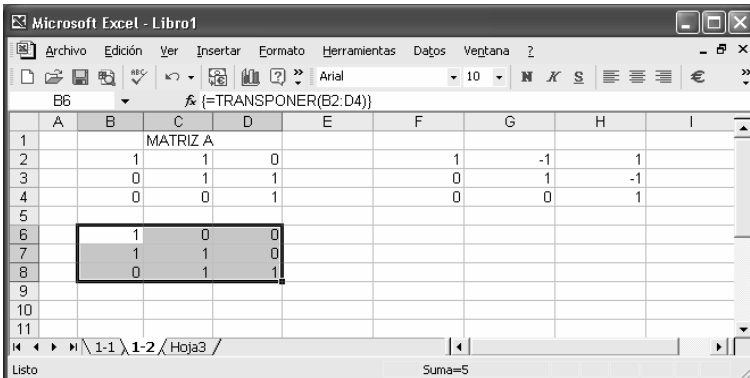 Microsoft Excel - Libro1
Archivo Edición Ver Insertar Formato Herramientas Datos Ventana ?
Arial 10 N K S €
B6 fx {=TRANSPONER(B2:D4)}
A B C D E F G H I
1 MATRIZ A
2 1 1 0 1 -1 1
3 0 1 1 0 1 -1
4 0 0 1 0 0 1
5
6 1 0 0
7 1 1 0
8 0 1 1
9
10
11
1-1 1-2 Hoja3
Listo Suma=5